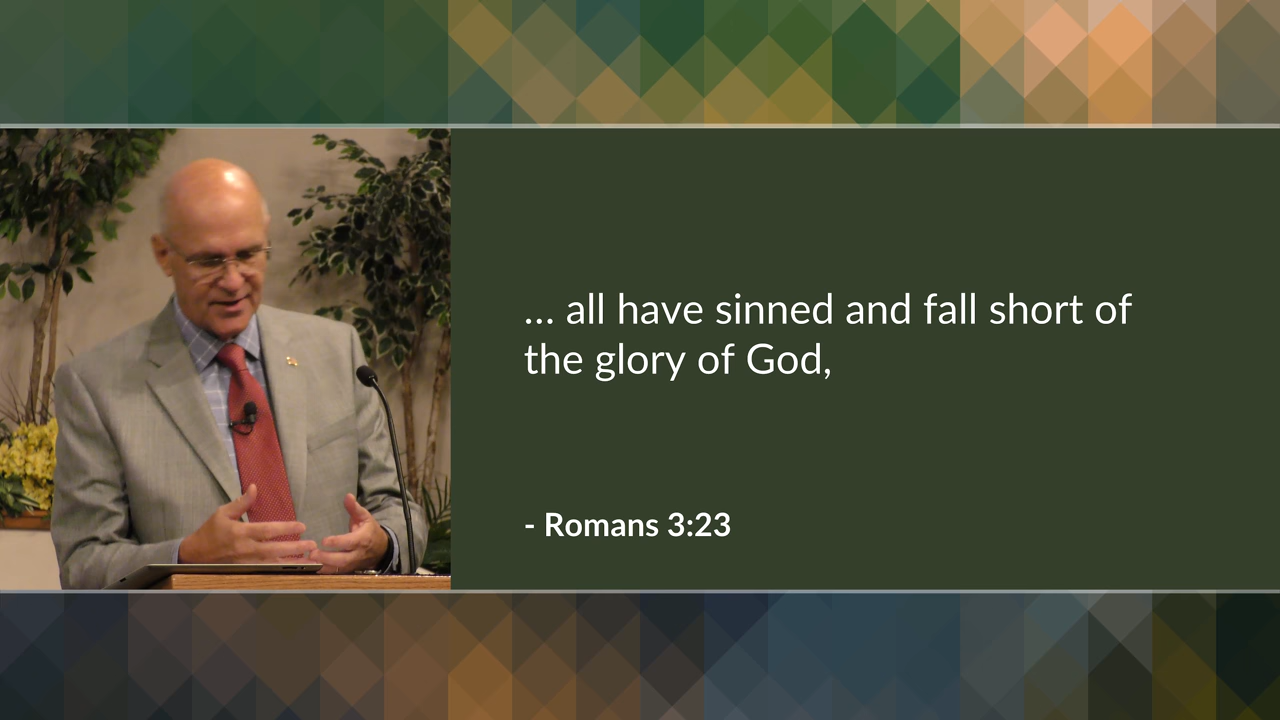 ... all have sinned and fall short of
the glory of God,
- Romans 3:23